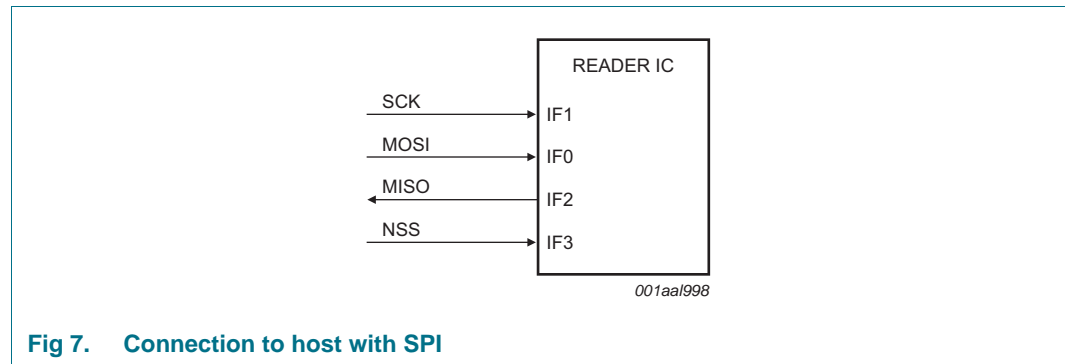 READER IC
SCK
IF1
MOSI
IF0
MISO
IF2
NSS
IF3
001aal998
Fig 7. Connection to host with SPI